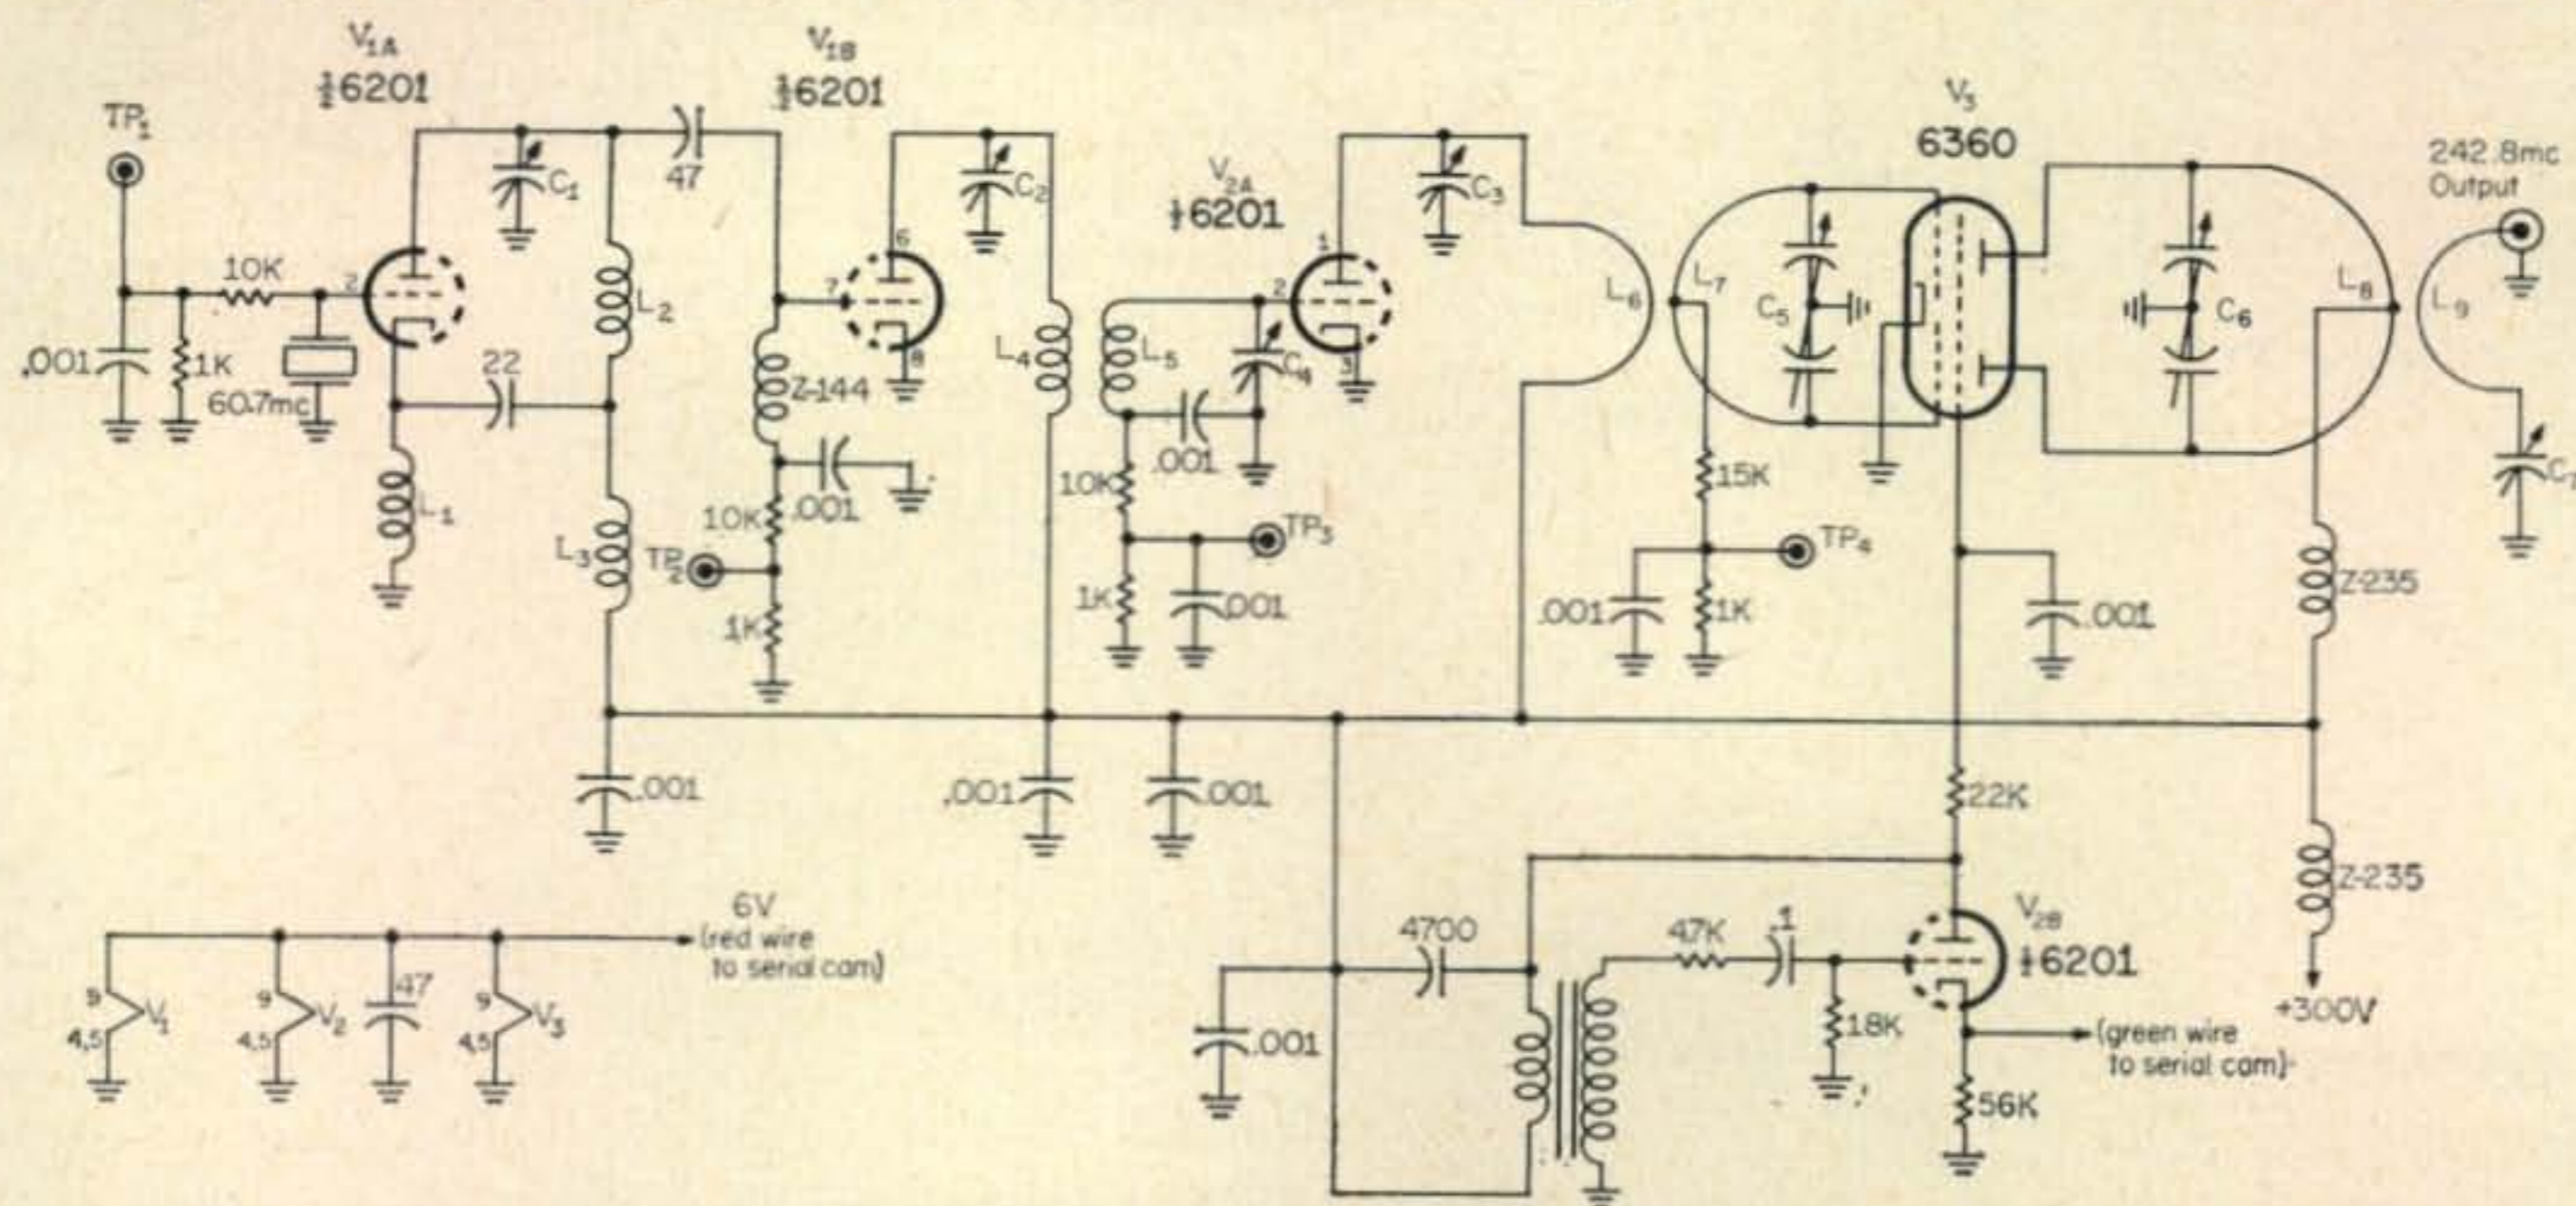 V1A
½6201
TP1
10K
2
.001
1K
60.7mc
C1
47
L2
22
L1
L3
.001
V1B
½6201
6
7
8
C2
Z-144
.001
10K
TP2
1K
L4
L5
C4
.001
10K
TP3
1K
.001
.001
.001
V2A
½6201
1
2
3
C3
L6
L7
C5
15K
TP4
.001
1K
V3
6360
C6
L8
L9
242.8mc
Output
C7
.001
Z-235
22K
Z-235
+300V
6V
(red wire
to serial cam)
9
4,5
V1
9
4,5
V2
47
9
4,5
V3
.001
4700
47K
.1
18K
V2B
½6201
(green wire
to serial cam)
56K